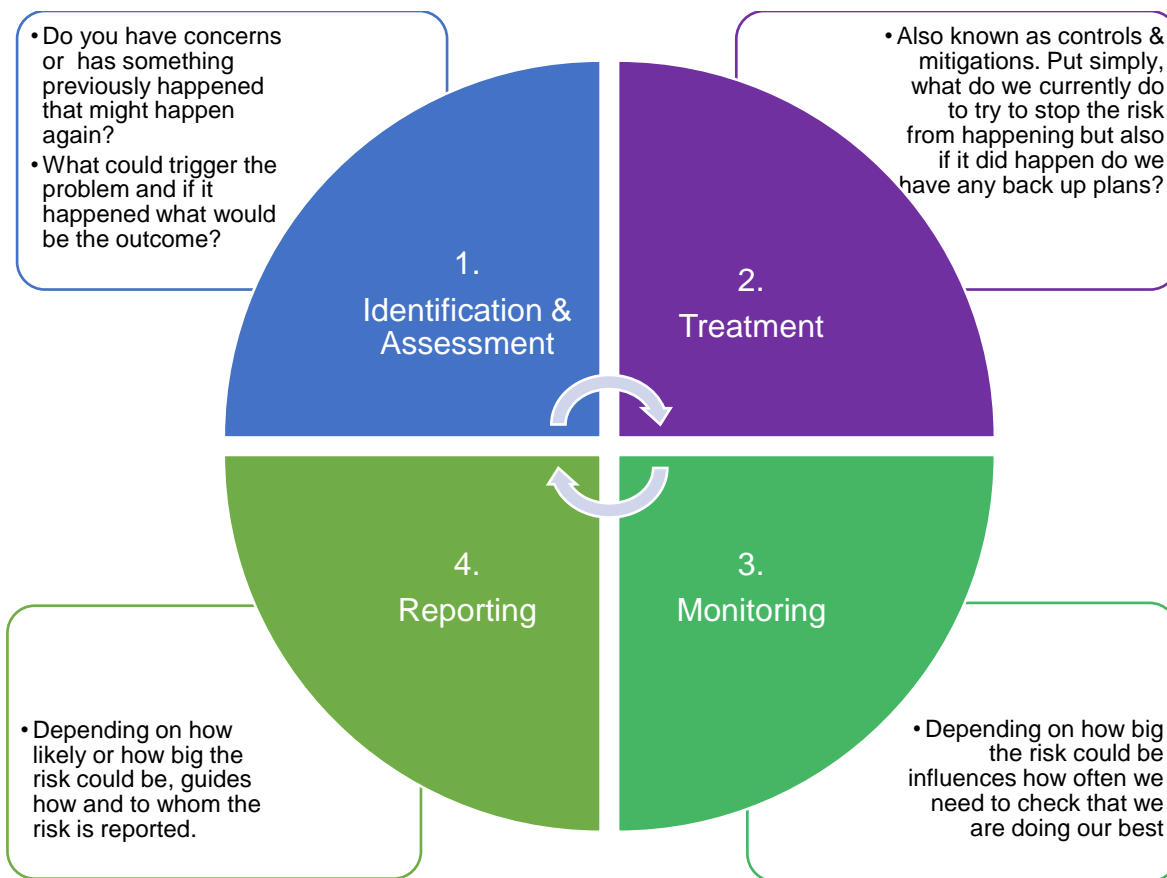 • Do you have concerns
or has something
previously happened
that might happen
again?
• What could trigger the
problem and if it
happened what would
be the outcome?
• Also known as controls &
mitigations. Put simply,
what do we currently do
to try to stop the risk
from happening but also
if it did happen do we
have any back up plans?
1.
Identification &
Assessment
2.
Treatment
3.
Monitoring
4.
Reporting
• Depending on how
likely or how big the
risk could be, guides
how and to whom the
risk is reported.
• Depending on how big
the risk could be
influences how often we
need to check that we
are doing our best